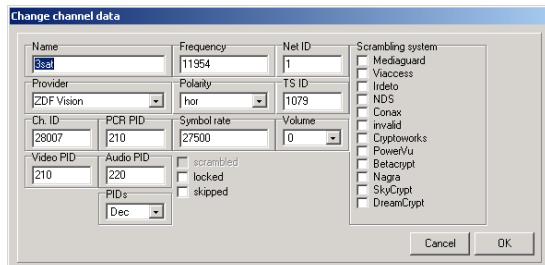 Change channel data
Name
Frequency
Net ID
Scrambling system
3sat
11954
1
Mediaguard
Viaccess
Irdeto
NDS
Conax
invalid
Cryptoworks
PowerVu
Betacrypt
Nagra
SkyCrypt
DreamCrypt
Provider
Polarity
TS ID
ZDF Vision
hor
1079
Ch. ID
PCR PID
Symbol rate
Volume
28007
210
27500
0
Video PID
Audio PID
210
220
scrambled
locked
skipped
PIDs
Dec
Cancel
OK